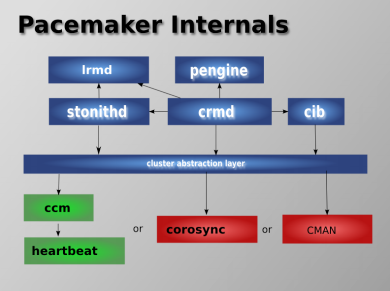 Pacemaker Internals
lrmd
pengine
stonithd
crmd
cib
cluster abstraction layer
ccm
heartbeat
or
corosync
or
CMAN